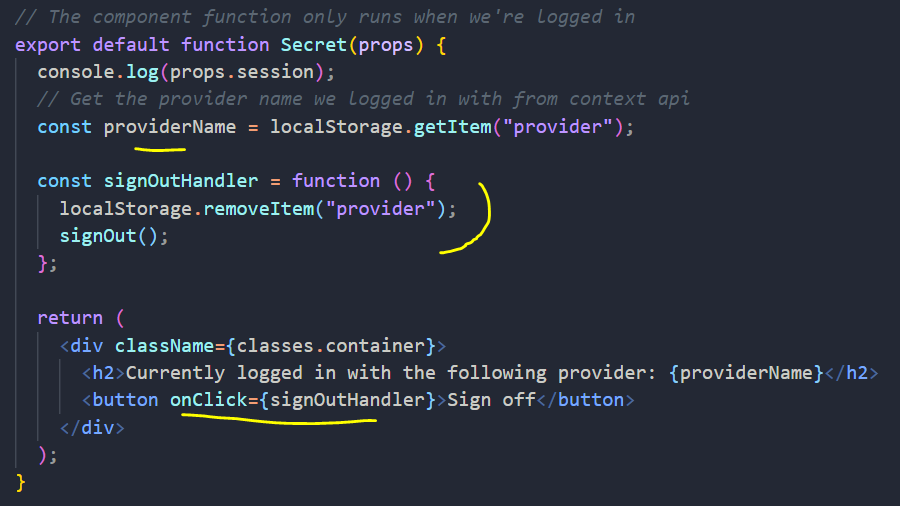 // The component function only runs when we're logged in
export default function Secret(props) {
console.log(props.session);
// Get the provider name we logged in with from context api
const providerName = localStorage.getItem("provider");
const signOutHandler = function () {
localStorage.removeItem("provider");
signOut();
};
return (
<div className={classes.container}>
<h2>Currently logged in with the following provider: {providerName}</h2>
<button onClick={signOutHandler}>Sign off</button>
</div>
);
}